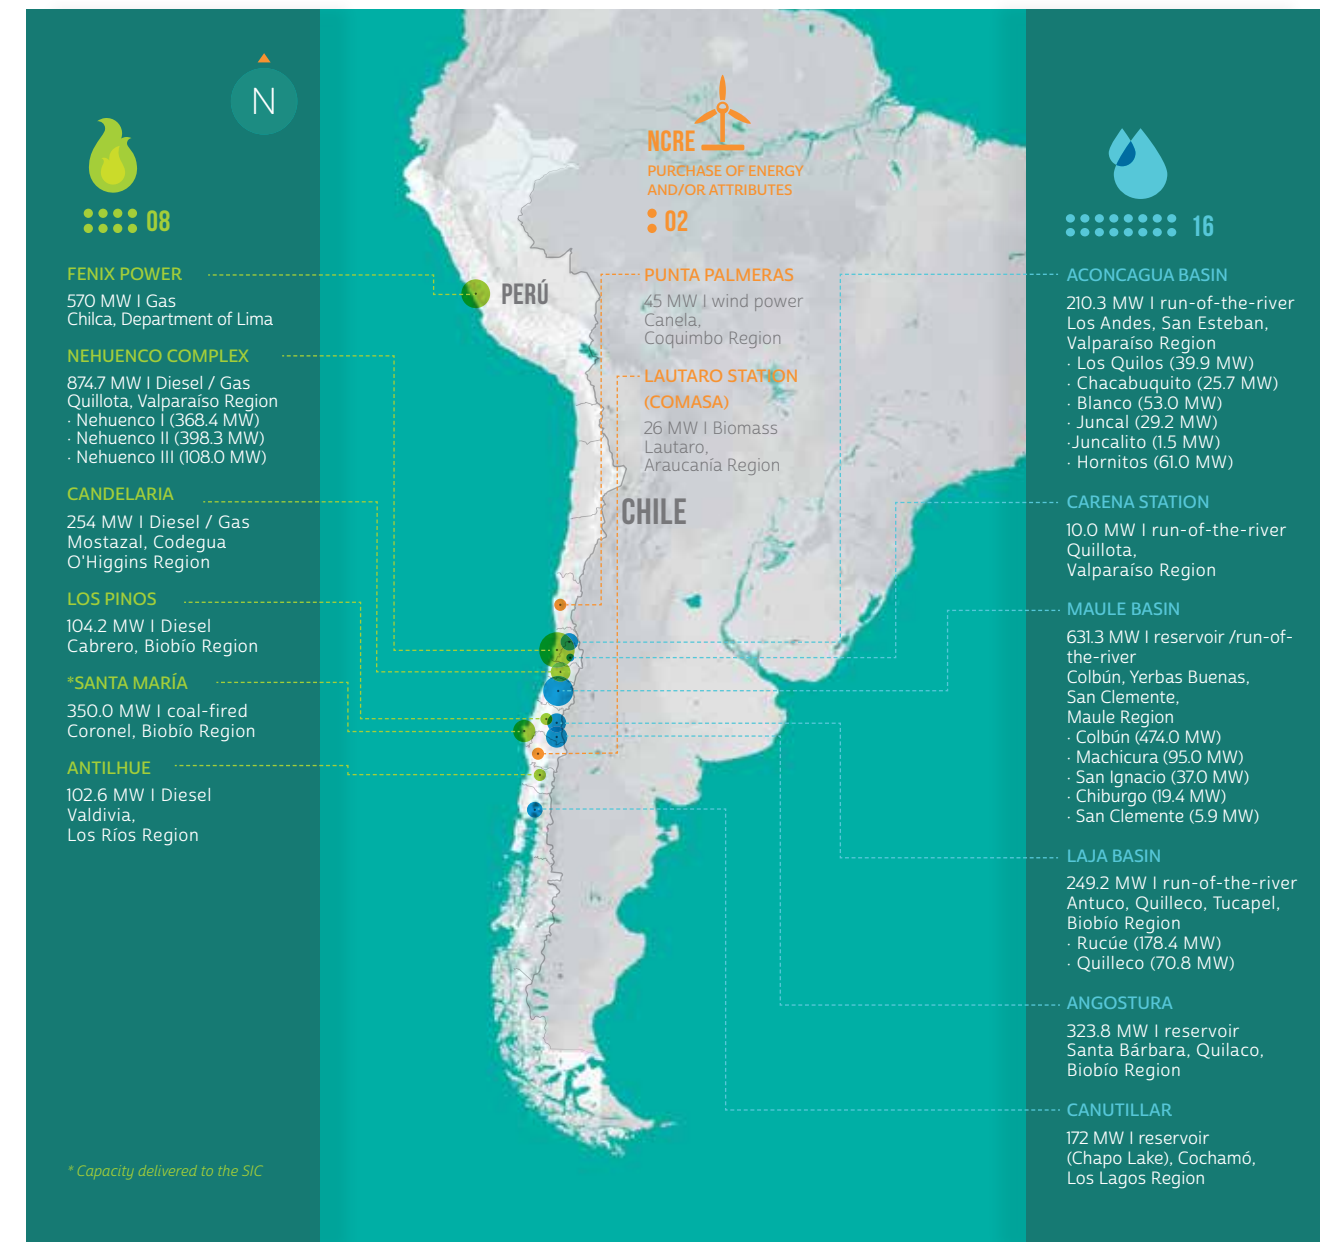 N
08
FENIX POWER
570 MW | Gas
Chilca, Department of Lima
NEHUENCO COMPLEX
874.7 MW | Diesel / Gas
Quillota, Valparaíso Region
· Nehuenco I (368.4 MW)
· Nehuenco II (398.3 MW)
· Nehuenco III (108.0 MW)
CANDELARIA
254 MW | Diesel / Gas
Mostazal, Codegua
O'Higgins Region
LOS PINOS
104.2 MW | Diesel
Cabrero, Biobío Region
*SANTA MARÍA
350.0 MW | coal-fired
Coronel, Biobío Region
ANTILHUE
102.6 MW | Diesel
Valdivia,
Los Ríos Region
* Capacity delivered to the SIC
NCRE
PURCHASE OF ENERGY
AND/OR ATTRIBUTES
02
PUNTA PALMERAS
45 MW | wind power
Canela,
Coquimbo Region
LAUTARO STATION
(COMASA)
26 MW | Biomass
Lautaro,
Araucanía Region
PERÚ
CHILE
16
ACONCAGUA BASIN
210.3 MW | run-of-the-river
Los Andes, San Esteban,
Valparaíso Region
· Los Quilos (39.9 MW)
· Chacabuquito (25.7 MW)
· Blanco (53.0 MW)
· Juncal (29.2 MW)
·Juncalito (1.5 MW)
· Hornitos (61.0 MW)
CARENA STATION
10.0 MW | run-of-the-river
Quillota,
Valparaíso Region
MAULE BASIN
631.3 MW | reservoir /run-of-
the-river
Colbún, Yerbas Buenas,
San Clemente,
Maule Region
· Colbún (474.0 MW)
· Machicura (95.0 MW)
· San Ignacio (37.0 MW)
· Chiburgo (19.4 MW)
· San Clemente (5.9 MW)
LAJA BASIN
249.2 MW | run-of-the-river
Antuco, Quilleco, Tucapel,
Biobío Region
· Rucúe (178.4 MW)
· Quilleco (70.8 MW)
ANGOSTURA
323.8 MW | reservoir
Santa Bárbara, Quilaco,
Biobío Region
CANUTILLAR
172 MW | reservoir
(Chapo Lake), Cochamó,
Los Lagos Region